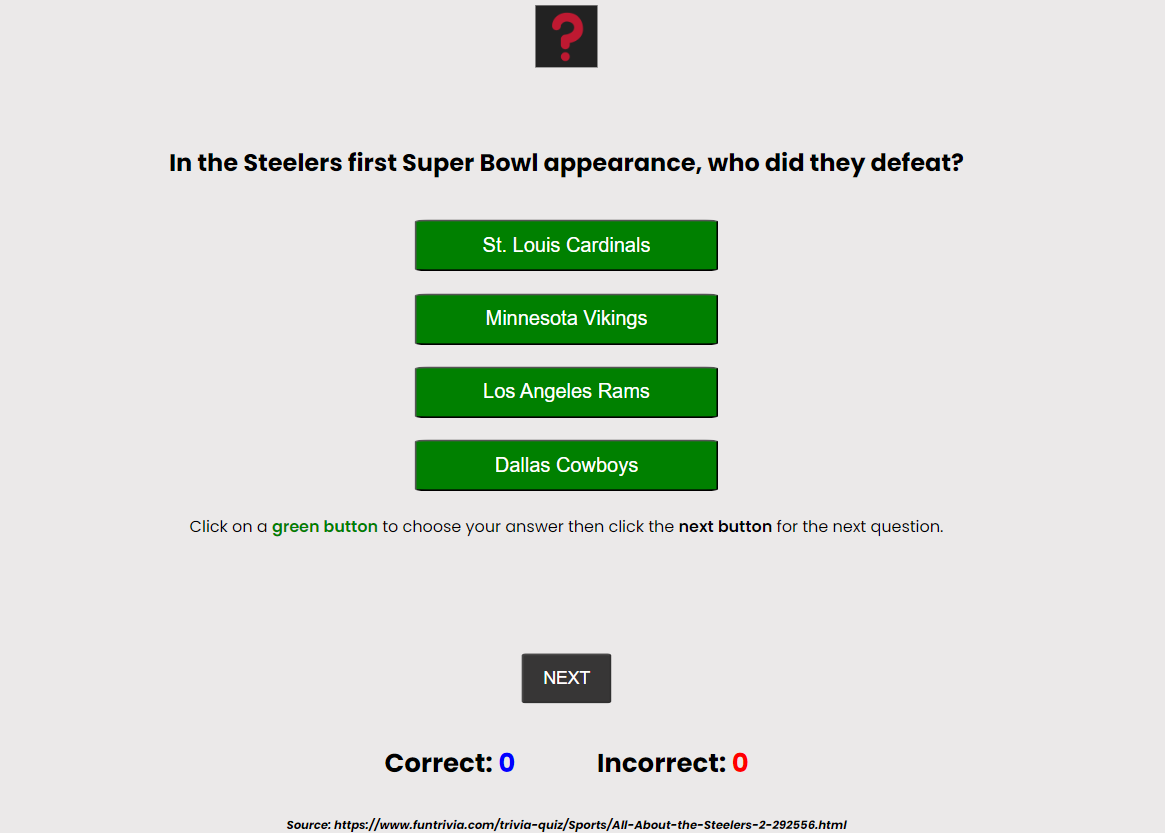 ?
In the Steelers first Super Bowl appearance, who did they defeat?
St. Louis Cardinals
Minnesota Vikings
Los Angeles Rams
Dallas Cowboys
Click on a green button to choose your answer then click the next button for the next question.
NEXT
Correct: 0 Incorrect: 0
Source: https://www.funtrivia.com/trivia-quiz/Sports/All-About-the-Steelers-2-292556.html